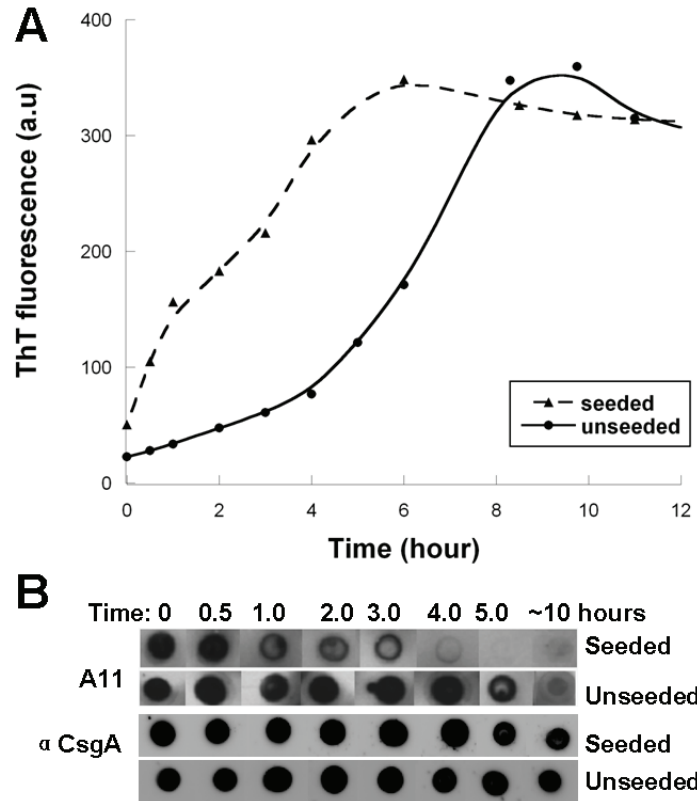 A
400
300
200
100
0
ThT fluorescence (a.u)
seeded
unseeded
0 2 4 6 8 10 12
Time (hour)
B
Time: 0 0.5 1.0 2.0 3.0 4.0 5.0 ~10 hours
A11
Seeded
Unseeded
α CsgA
Seeded
Unseeded